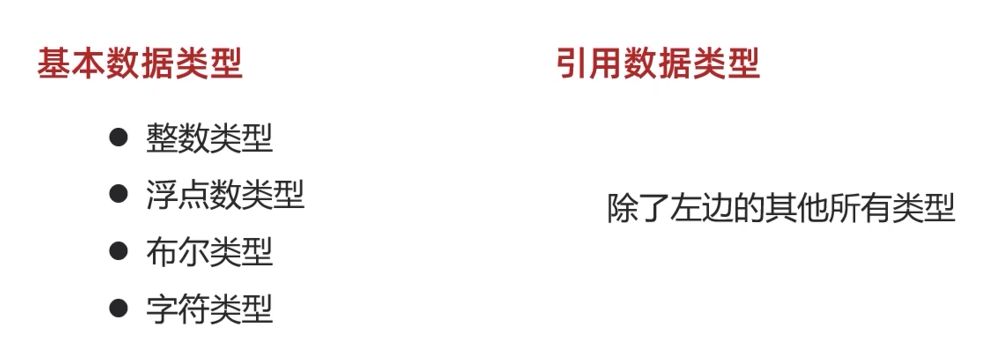 基本数据类型
● 整数类型
● 浮点数类型
● 布尔类型
● 字符类型
引用数据类型
除了左边的其他所有类型